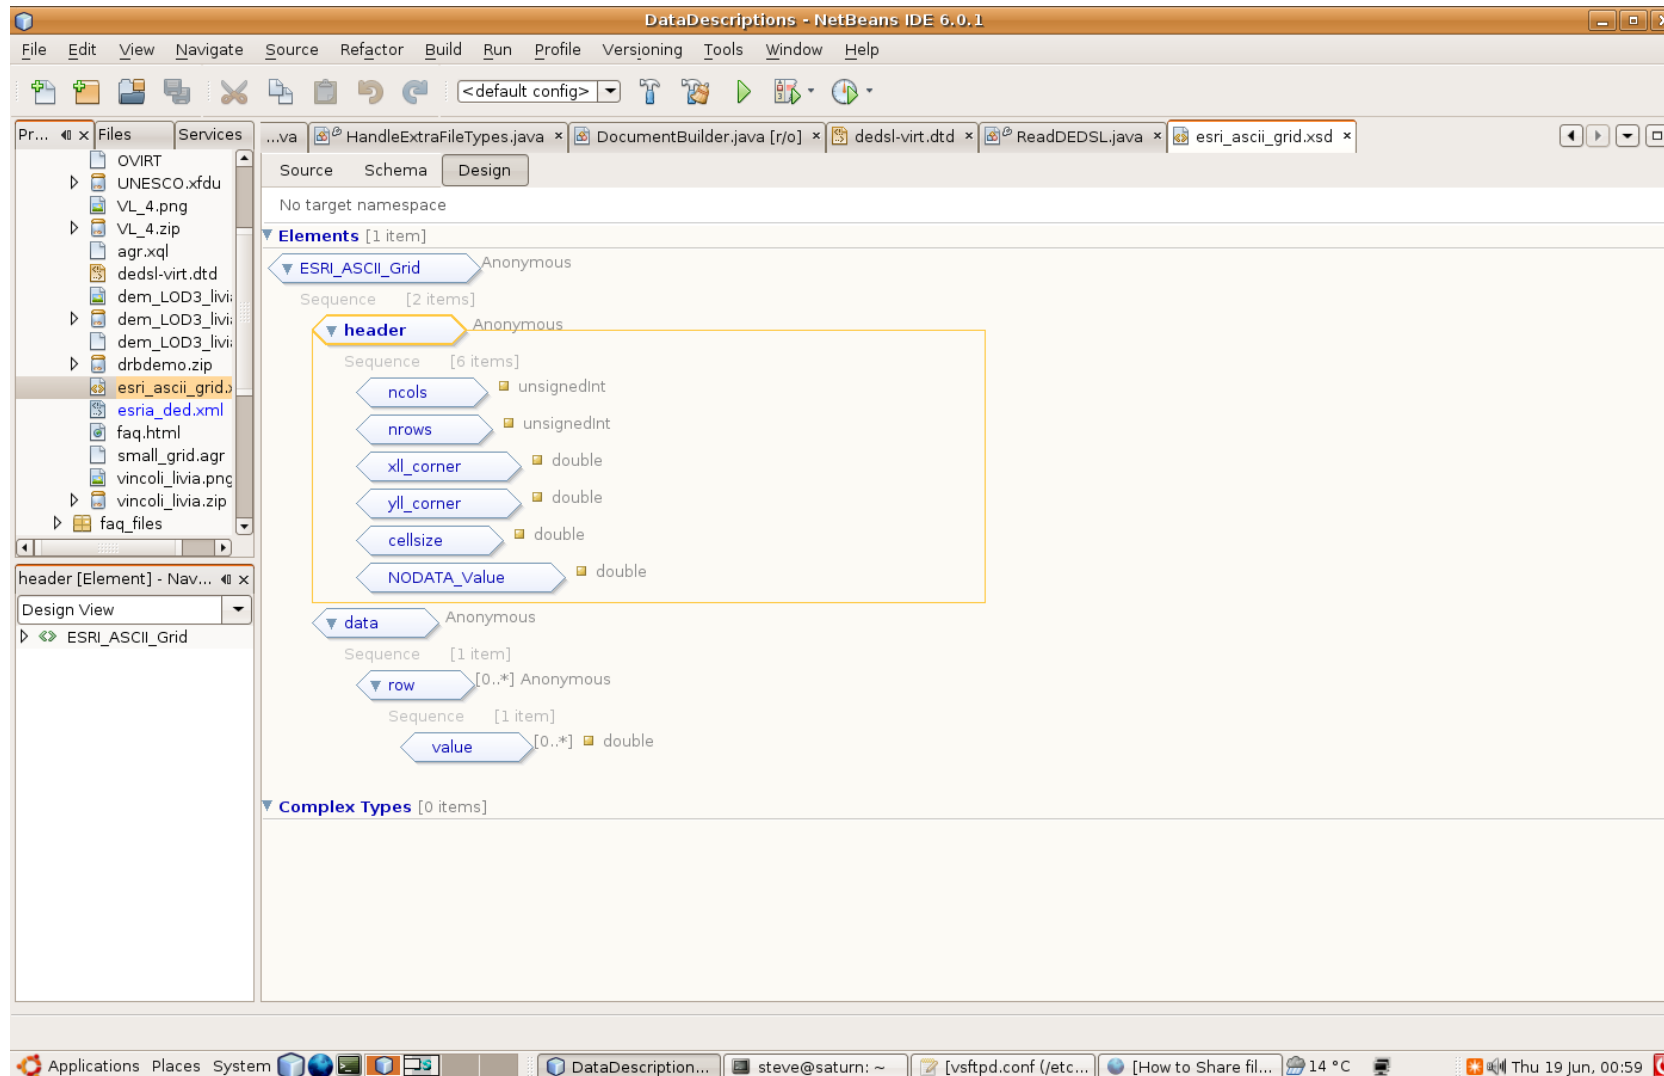 DataDescriptions - NetBeans IDE 6.0.1
File Edit View Navigate Source Refactor Build Run Profile Versioning Tools Window Help
<default config>
Pr... Files Services
...va HandleExtraFileTypes.java DocumentBuilder.java [r/o] dedsl-virt.dtd ReadDEDSL.java esri_ascii_grid.xsd
OVIRT
UNESCO.xfdu
VL_4.png
VL_4.zip
agr.xql
dedsl-virt.dtd
dem_LOD3_livi
dem_LOD3_livi
dem_LOD3_livi
drbdemo.zip
esri_ascii_grid.x
esria_ded.xml
faq.html
small_grid.agr
vincoli_livia.png
vincoli_livia.zip
faq_files
header [Element] - Nav...
Design View
ESRI_ASCII_Grid
Source Schema Design
No target namespace
Elements [1 item]
ESRI_ASCII_Grid Anonymous
Sequence [2 items]
header Anonymous
Sequence [6 items]
ncols unsignedInt
nrows unsignedInt
xll_corner double
yll_corner double
cellsize double
NODATA_Value double
data Anonymous
Sequence [1 item]
row [0..*] Anonymous
Sequence [1 item]
value [0..*] double
Complex Types [0 items]
Applications Places System DataDescription... steve@saturn: ~ [vsftpd.conf (/etc... [How to Share fil... 14 °C Thu 19 Jun, 00:59